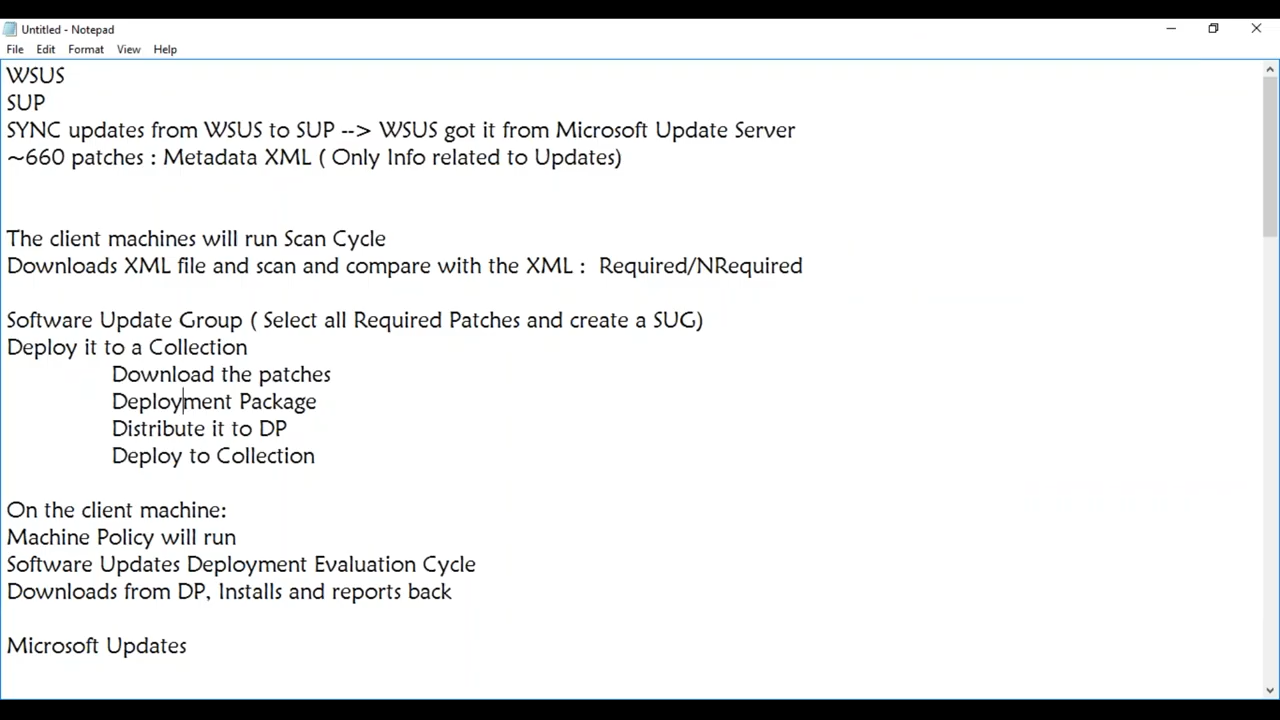 Untitled - Notepad
File Edit Format View Help
WSUS
SUP
SYNC updates from WSUS to SUP --> WSUS got it from Microsoft Update Server
~660 patches : Metadata XML ( Only Info related to Updates)
The client machines will run Scan Cycle
Downloads XML file and scan and compare with the XML :  Required/NRequired
Software Update Group ( Select all Required Patches and create a SUG)
Deploy it to a Collection
Download the patches
Deployment Package
Distribute it to DP
Deploy to Collection
On the client machine:
Machine Policy will run
Software Updates Deployment Evaluation Cycle
Downloads from DP, Installs and reports back
Microsoft Updates